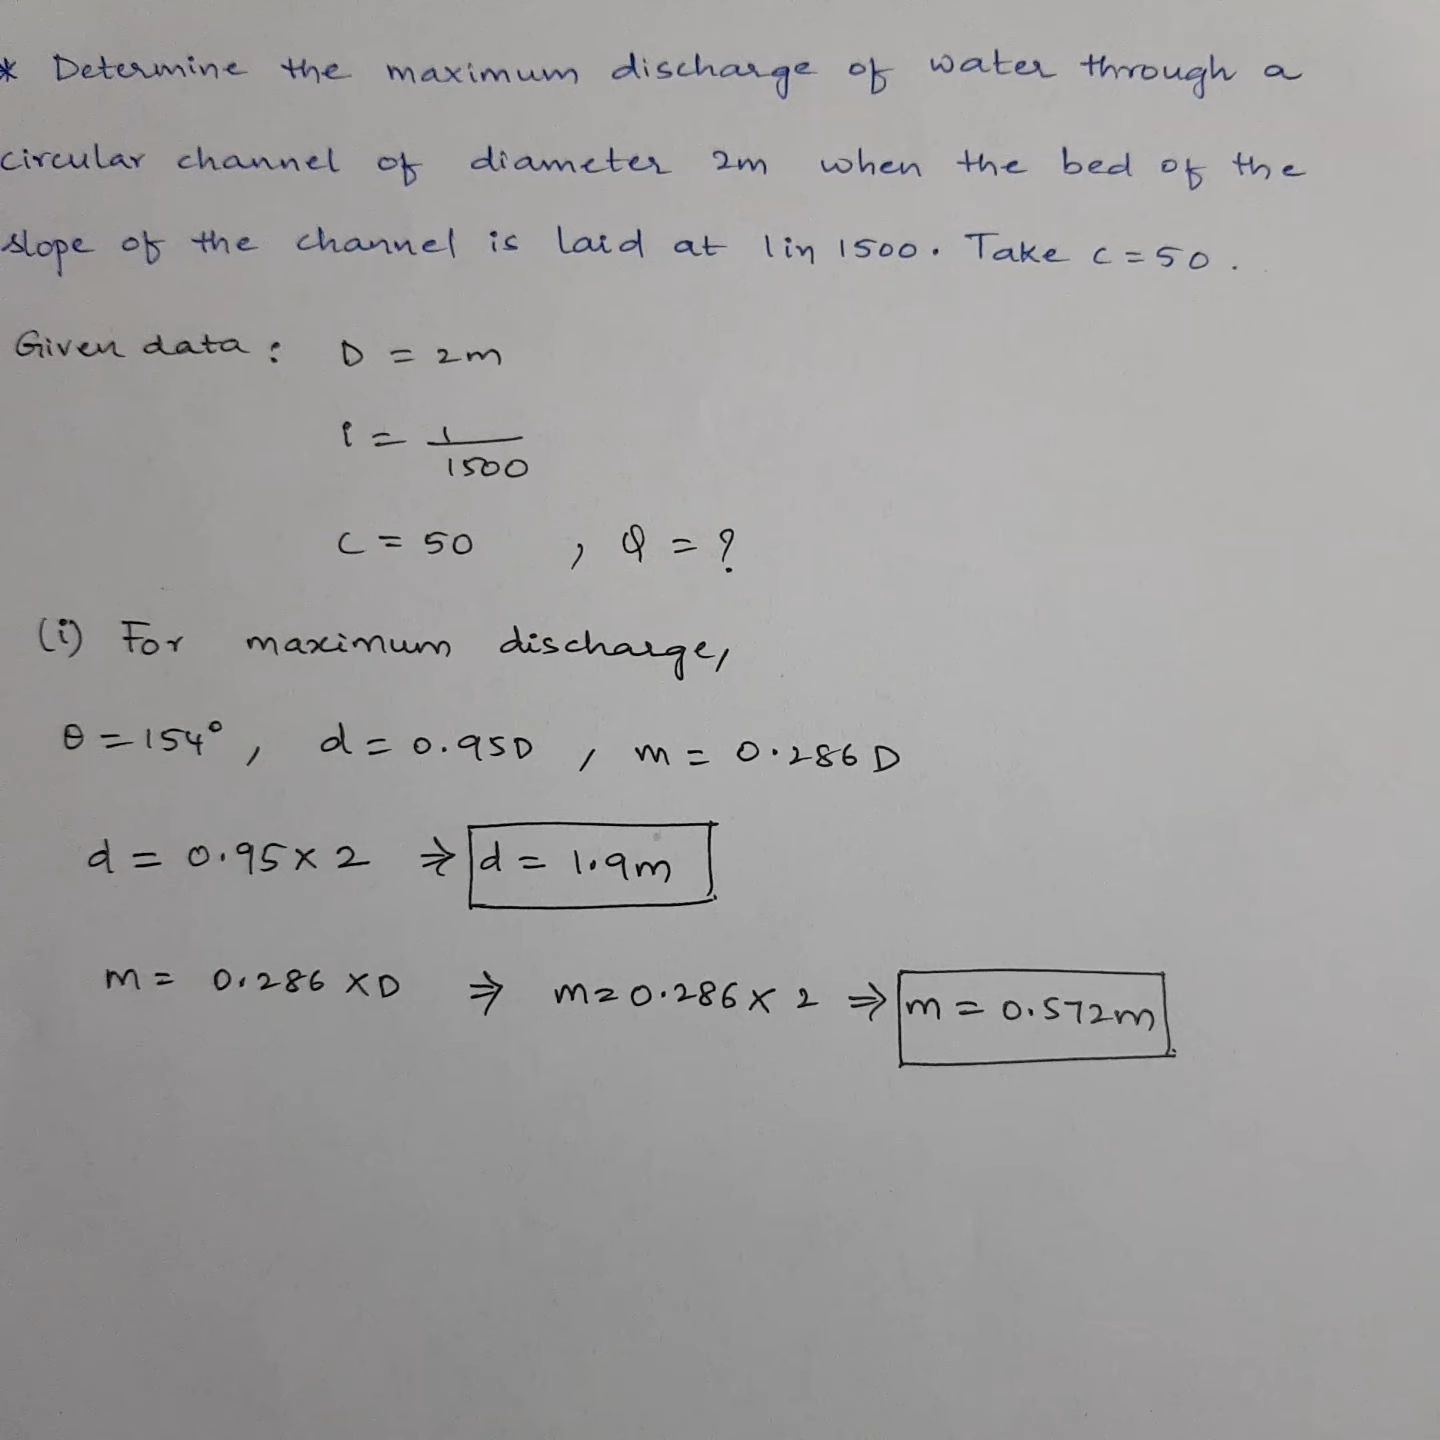 * Determine the maximum discharge of water through a
circular channel of diameter 2m when the bed of the
slope of the channel is laid at 1 in 1500. Take c = 50.
Given data : D = 2m
i = 1/1500
C = 50 , Q = ?
(i) For maximum discharge,
θ = 154° , d = 0.95D , m = 0.286 D
d = 0.95 x 2 ⇒ d = 1.9m
m = 0.286 x D ⇒ m = 0.286 x 2 ⇒ m = 0.572m